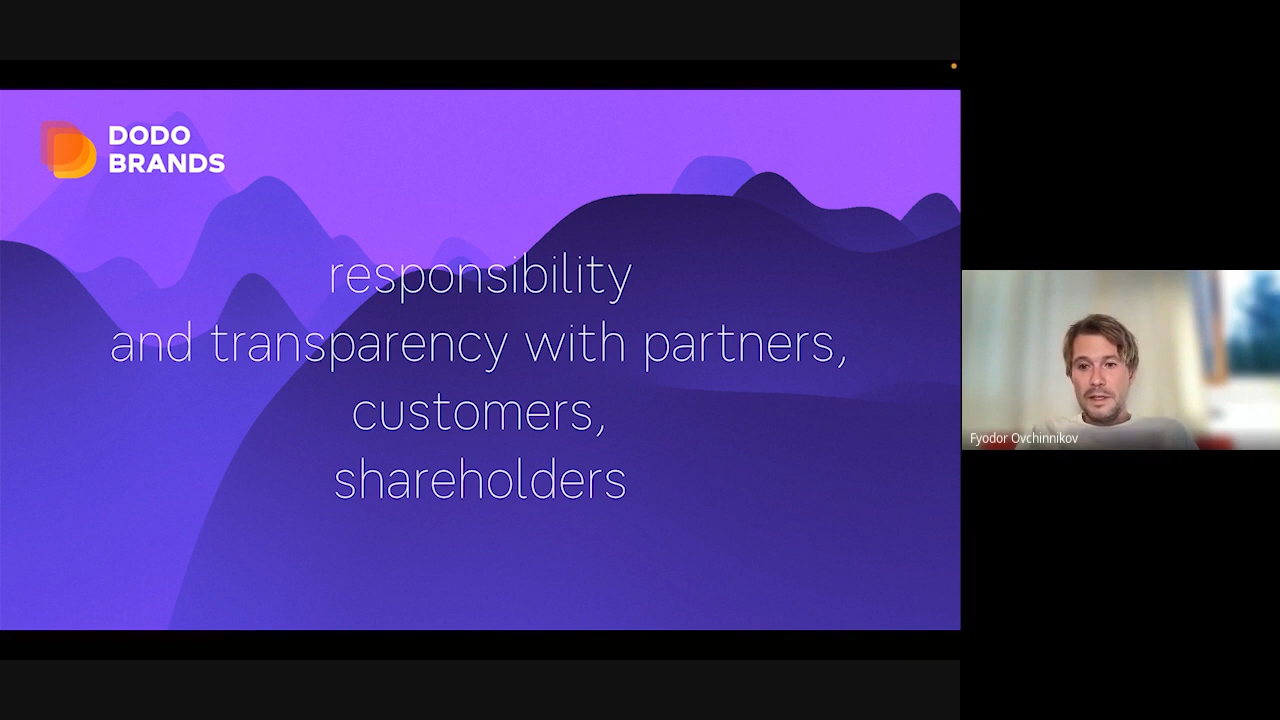 DODO
BRANDS
responsibility
and transparency with partners,
customers,
shareholders
Fyodor Ovchinnikov